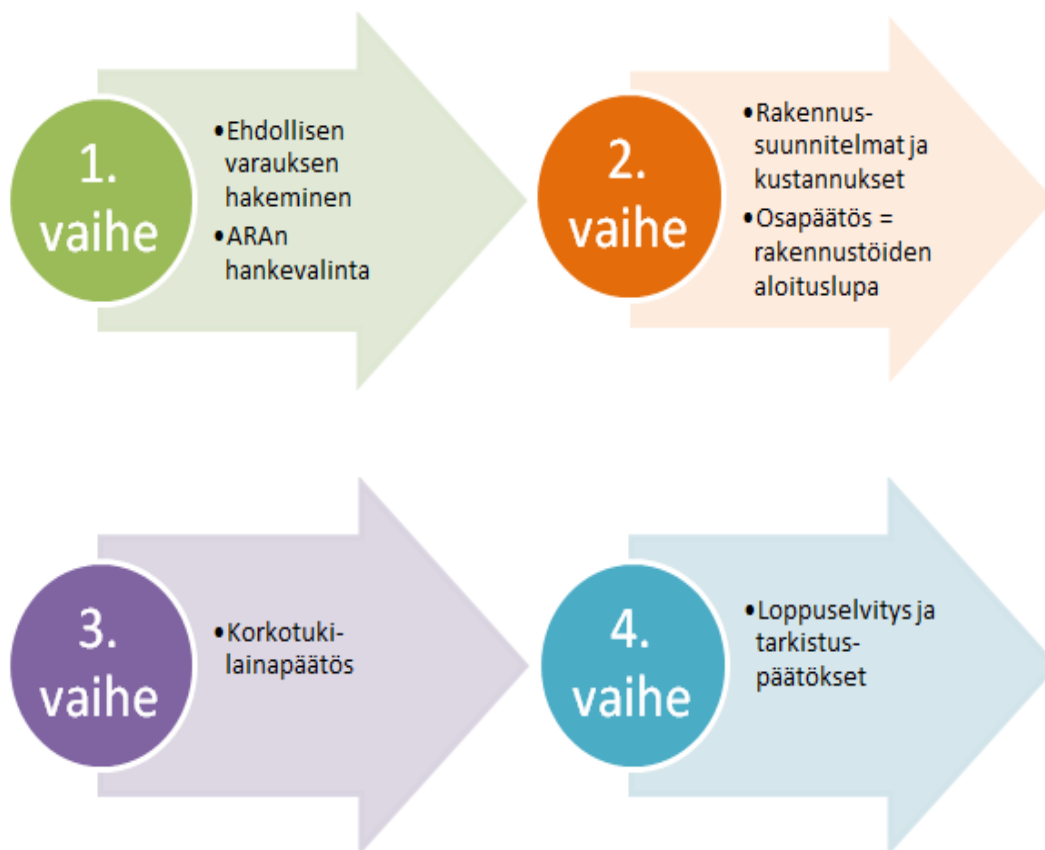 1.
vaihe
•Ehdollisen
varauksen
hakeminen
•ARAn
hankevalinta
2.
vaihe
•Rakennus-
suunnitelmat ja
kustannukset
•Osapäätös =
rakennustöiden
aloituslupa
3.
vaihe
•Korkotuki-
lainapäätös
4.
vaihe
•Loppuselvitys ja
tarkistus-
päätökset